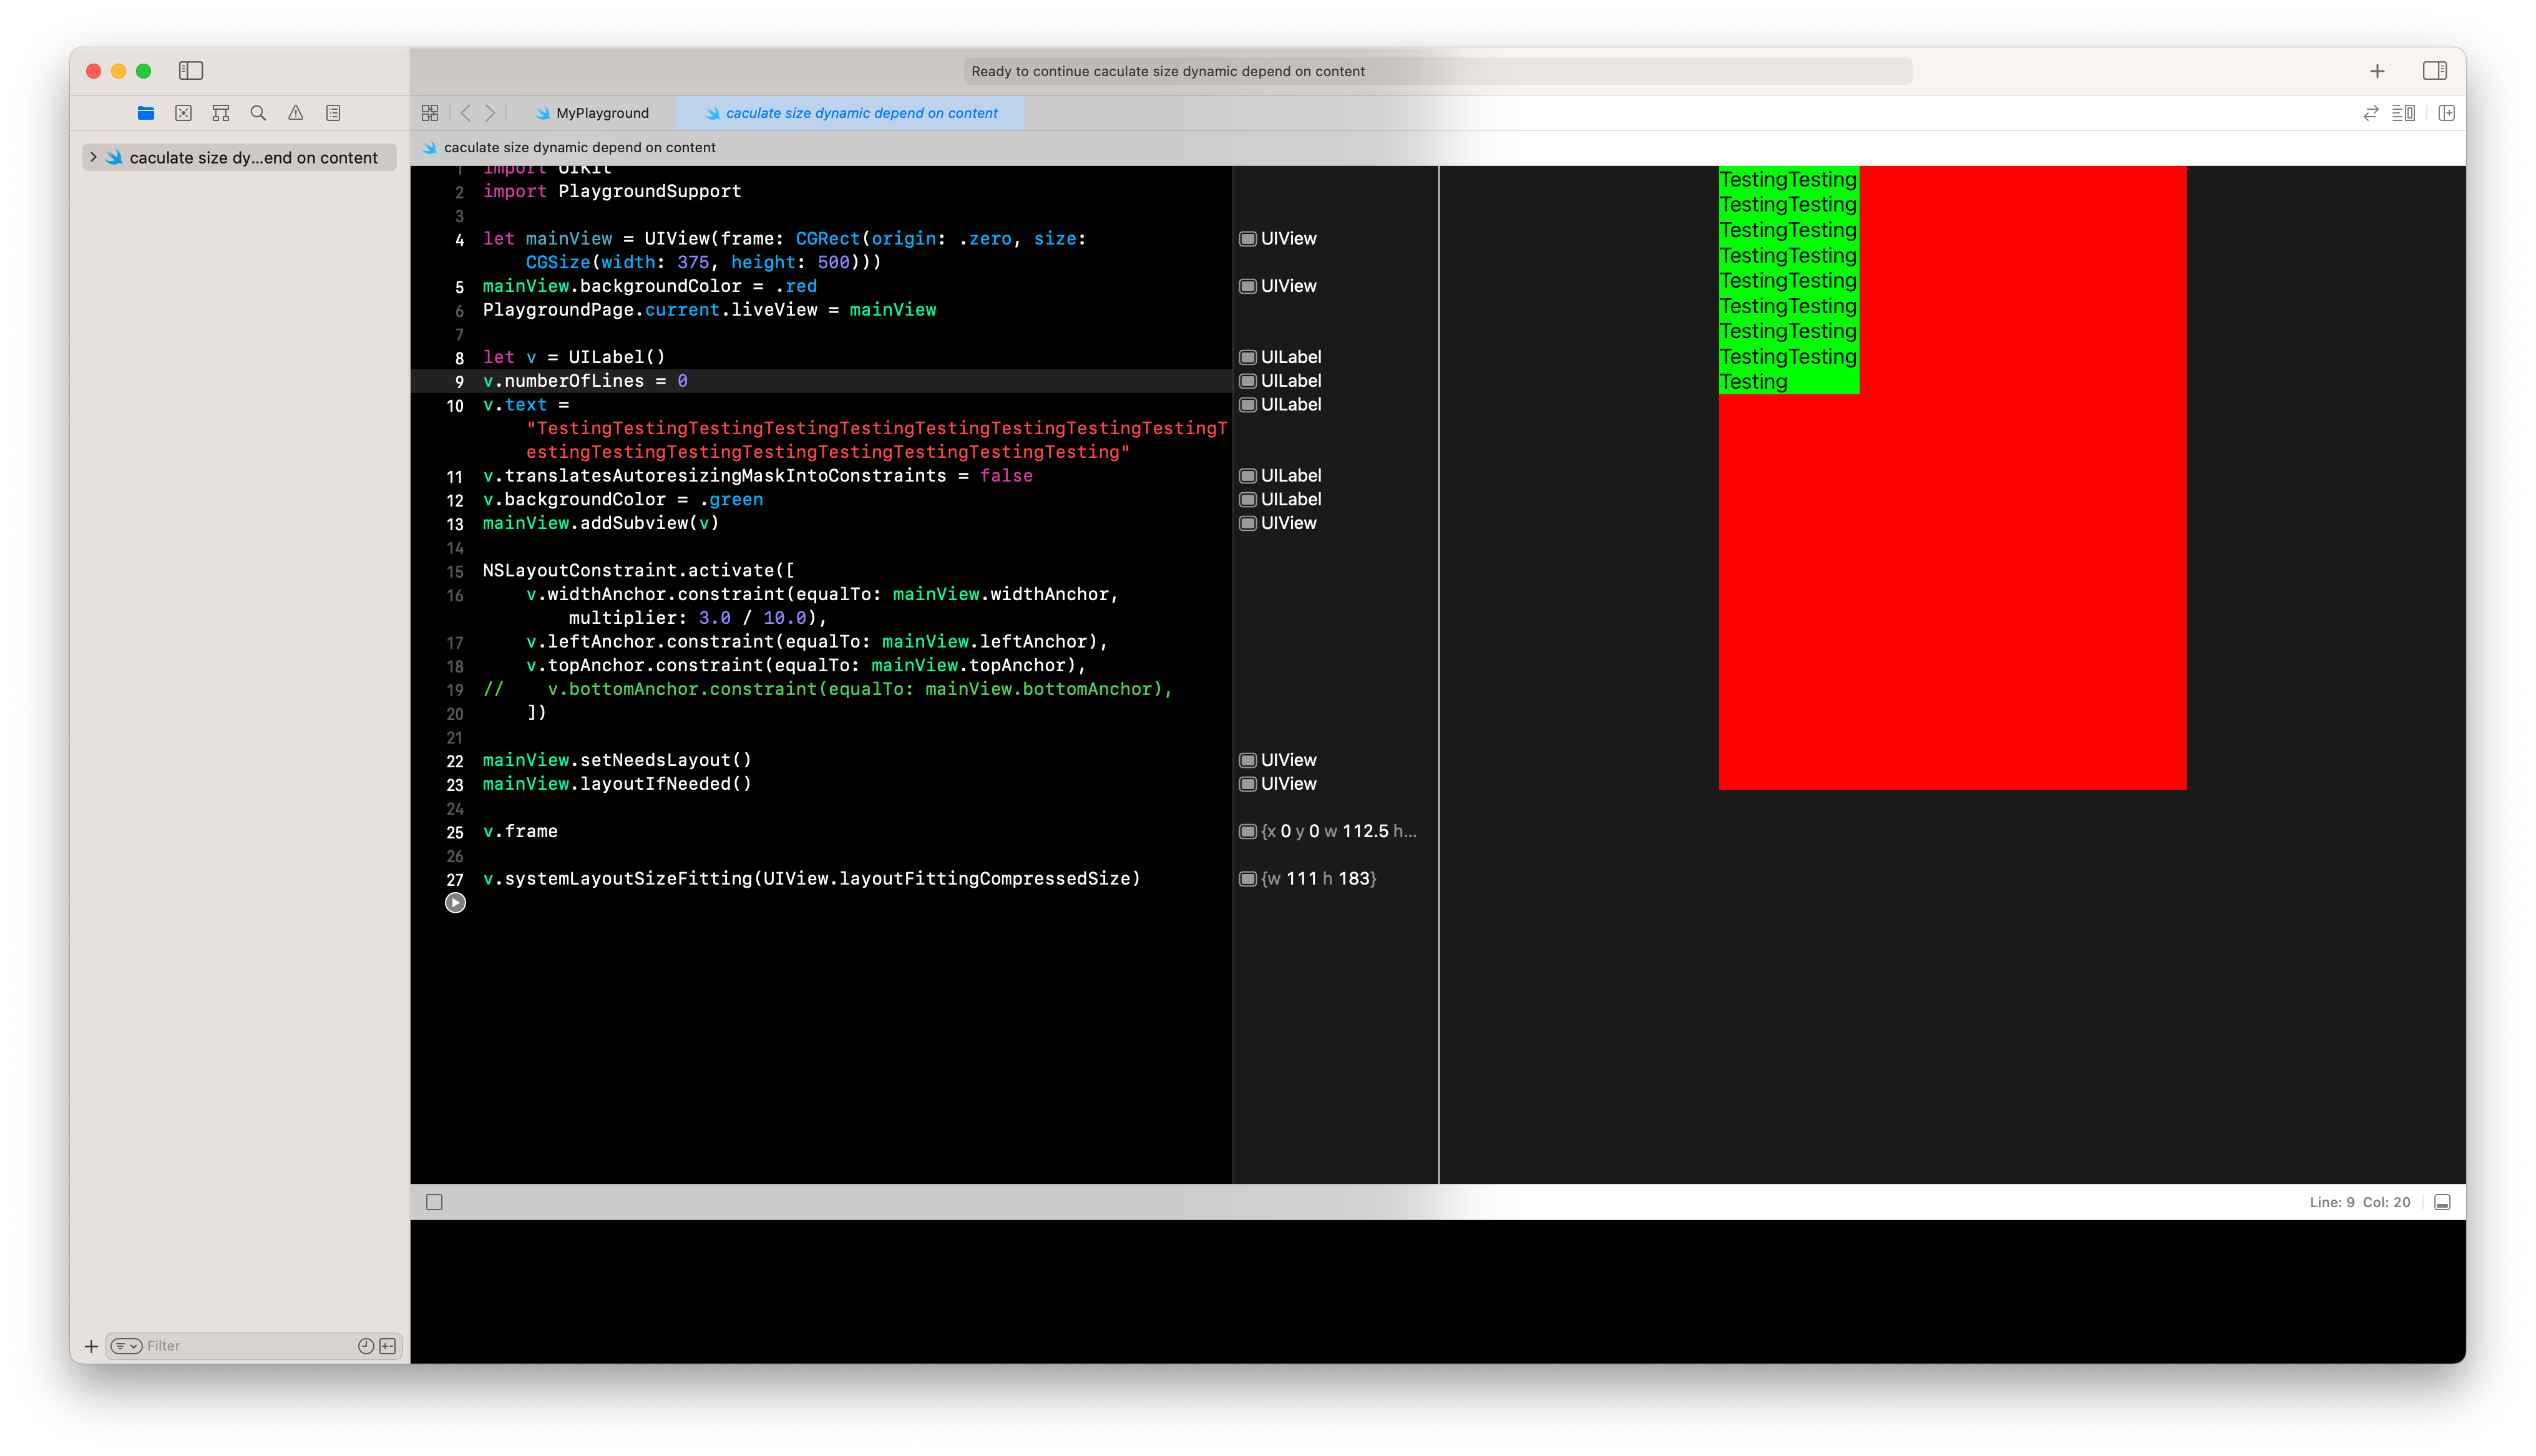 Ready to continue caculate size dynamic depend on content
MyPlayground
caculate size dynamic depend on content
caculate size dy...end on content
caculate size dynamic depend on content
1 import UIKit
2 import PlaygroundSupport
3
4 let mainView = UIView(frame: CGRect(origin: .zero, size:
CGSize(width: 375, height: 500)))
5 mainView.backgroundColor = .red
6 PlaygroundPage.current.liveView = mainView
7
8 let v = UILabel()
9 v.numberOfLines = 0
10 v.text =
"TestingTestingTestingTestingTestingTestingTestingTestingTestingT
estingTestingTestingTestingTestingTestingTestingTesting"
11 v.translatesAutoresizingMaskIntoConstraints = false
12 v.backgroundColor = .green
13 mainView.addSubview(v)
14
15 NSLayoutConstraint.activate([
16 v.widthAnchor.constraint(equalTo: mainView.widthAnchor,
multiplier: 3.0 / 10.0),
17 v.leftAnchor.constraint(equalTo: mainView.leftAnchor),
18 v.topAnchor.constraint(equalTo: mainView.topAnchor),
19 // v.bottomAnchor.constraint(equalTo: mainView.bottomAnchor),
20 ])
21
22 mainView.setNeedsLayout()
23 mainView.layoutIfNeeded()
24
25 v.frame
26
27 v.systemLayoutSizeFitting(UIView.layoutFittingCompressedSize)
UIView
UIView
UILabel
UILabel
UILabel
UILabel
UILabel
UIView
UIView
UIView
{x 0 y 0 w 112.5 h...
{w 111 h 183}
TestingTesting
TestingTesting
TestingTesting
TestingTesting
TestingTesting
TestingTesting
TestingTesting
TestingTesting
Testing
Line: 9 Col: 20
Filter